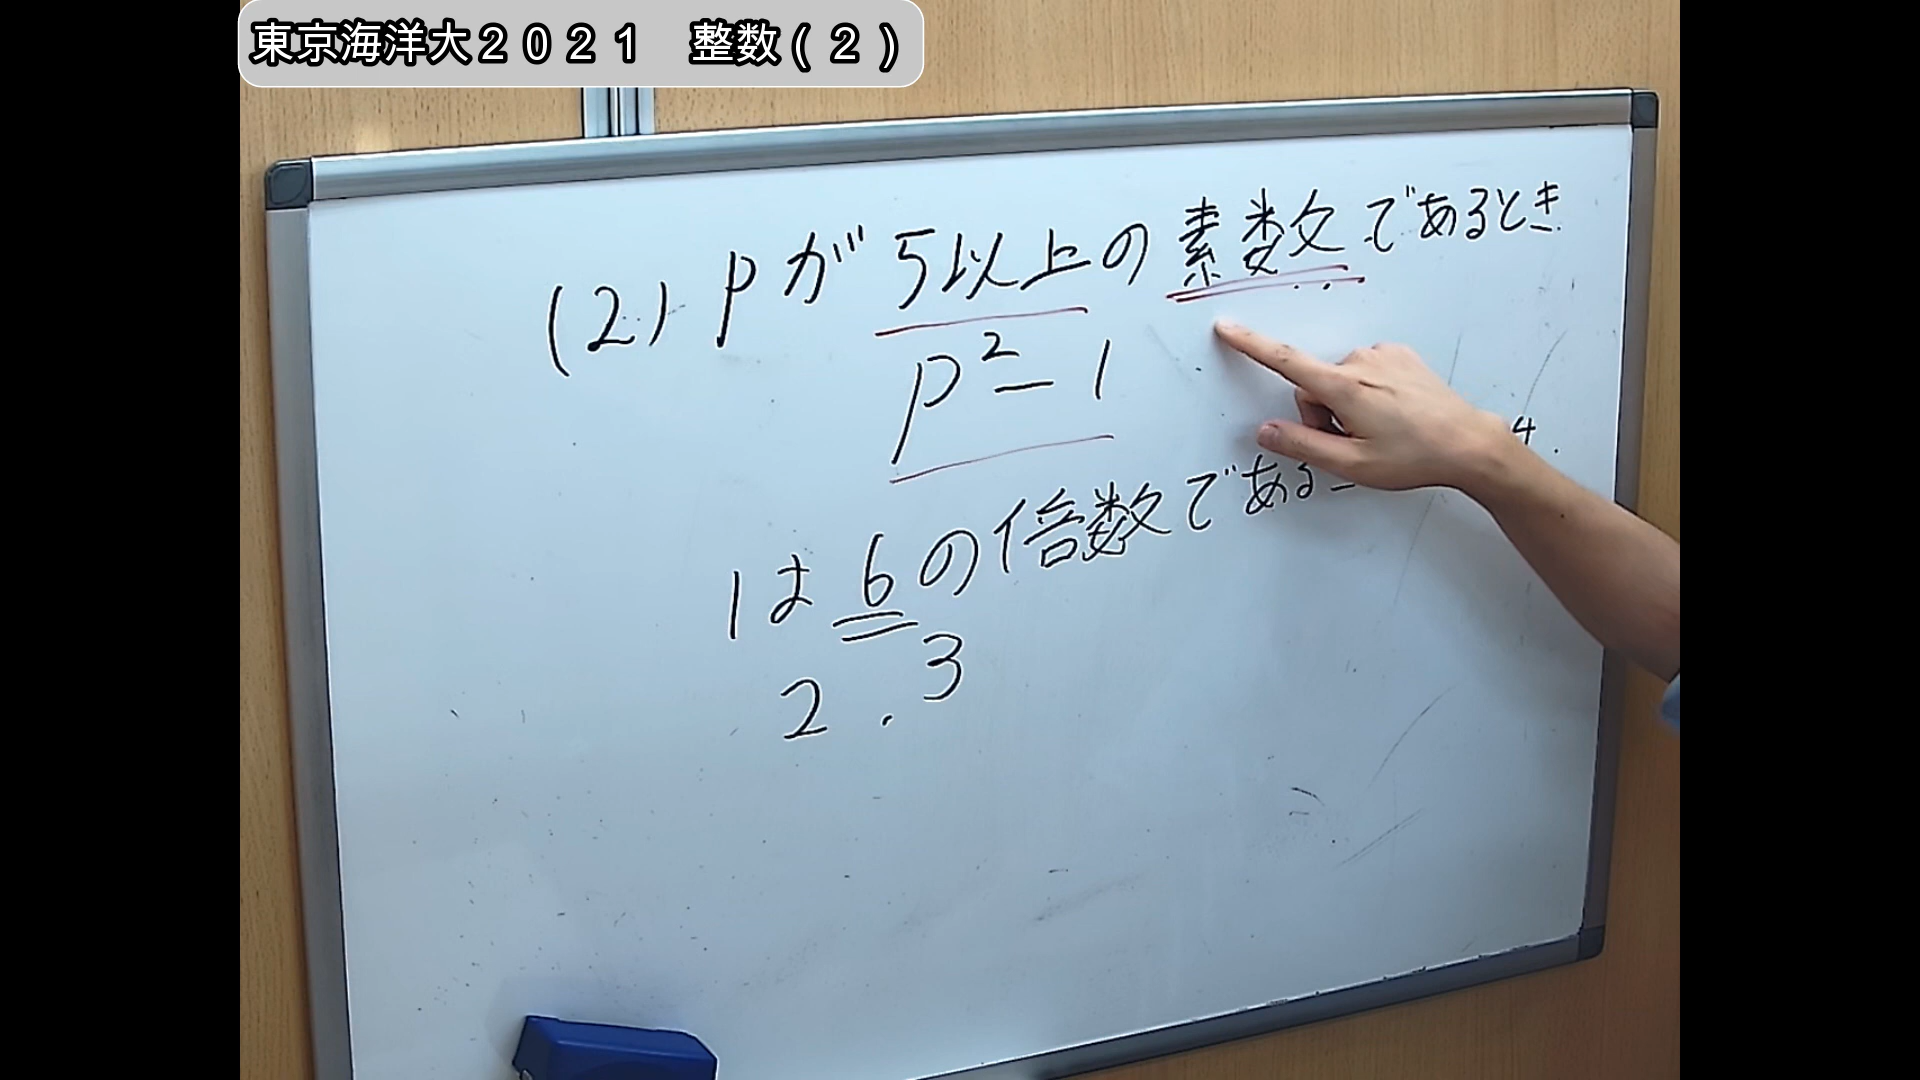 東京海洋大2021 整数(2)
(2) Pが5以上の素数であるとき
P²-1
は6の倍数であるこ
2.3